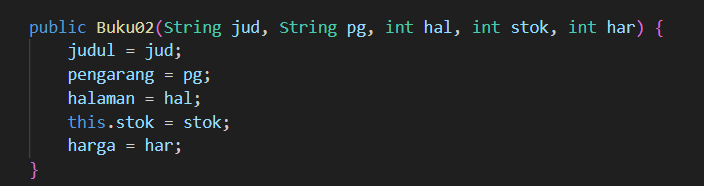 public Buku02(String jud, String pg, int hal, int stok, int har) {
    judul = jud;
    pengarang = pg;
    halaman = hal;
    this.stok = stok;
    harga = har;
}